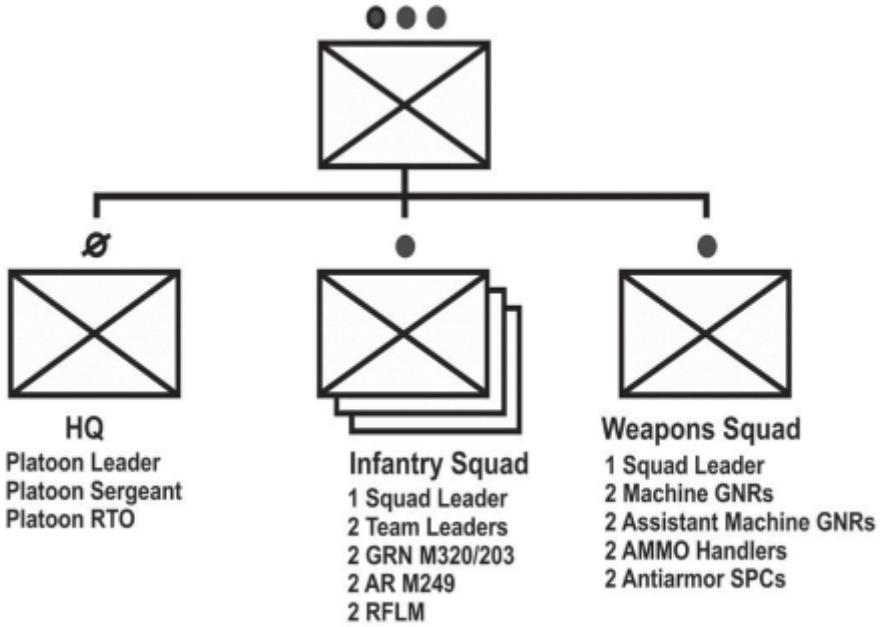 HQ
Platoon Leader
Platoon Sergeant
Platoon RTO
Infantry Squad
1 Squad Leader
2 Team Leaders
2 GRN M320/203
2 AR M249
2 RFLM
Weapons Squad
1 Squad Leader
2 Machine GNRs
2 Assistant Machine GNRs
2 AMMO Handlers
2 Antiarmor SPCs